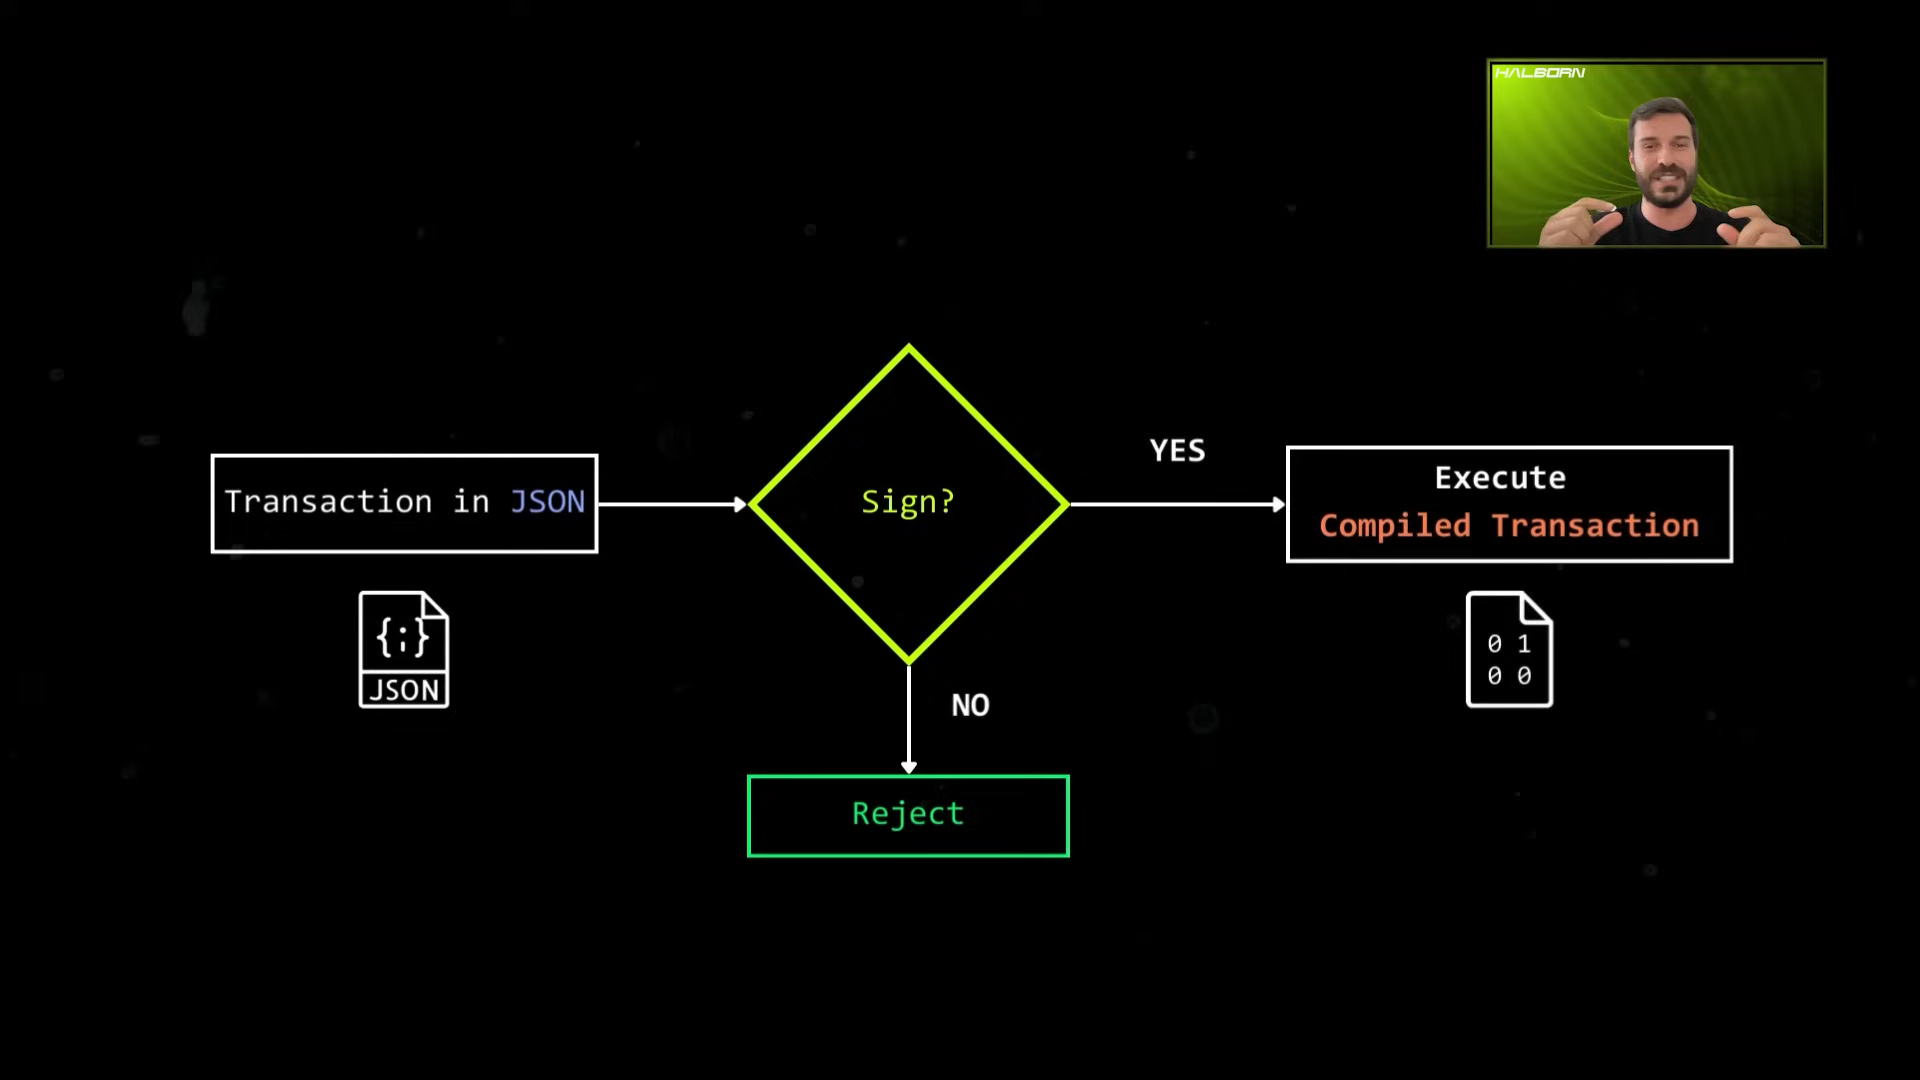 HALBORN
Transaction in JSON
Sign?
YES
Execute
Compiled Transaction
{;}
JSON
0 1
0 0
NO
Reject